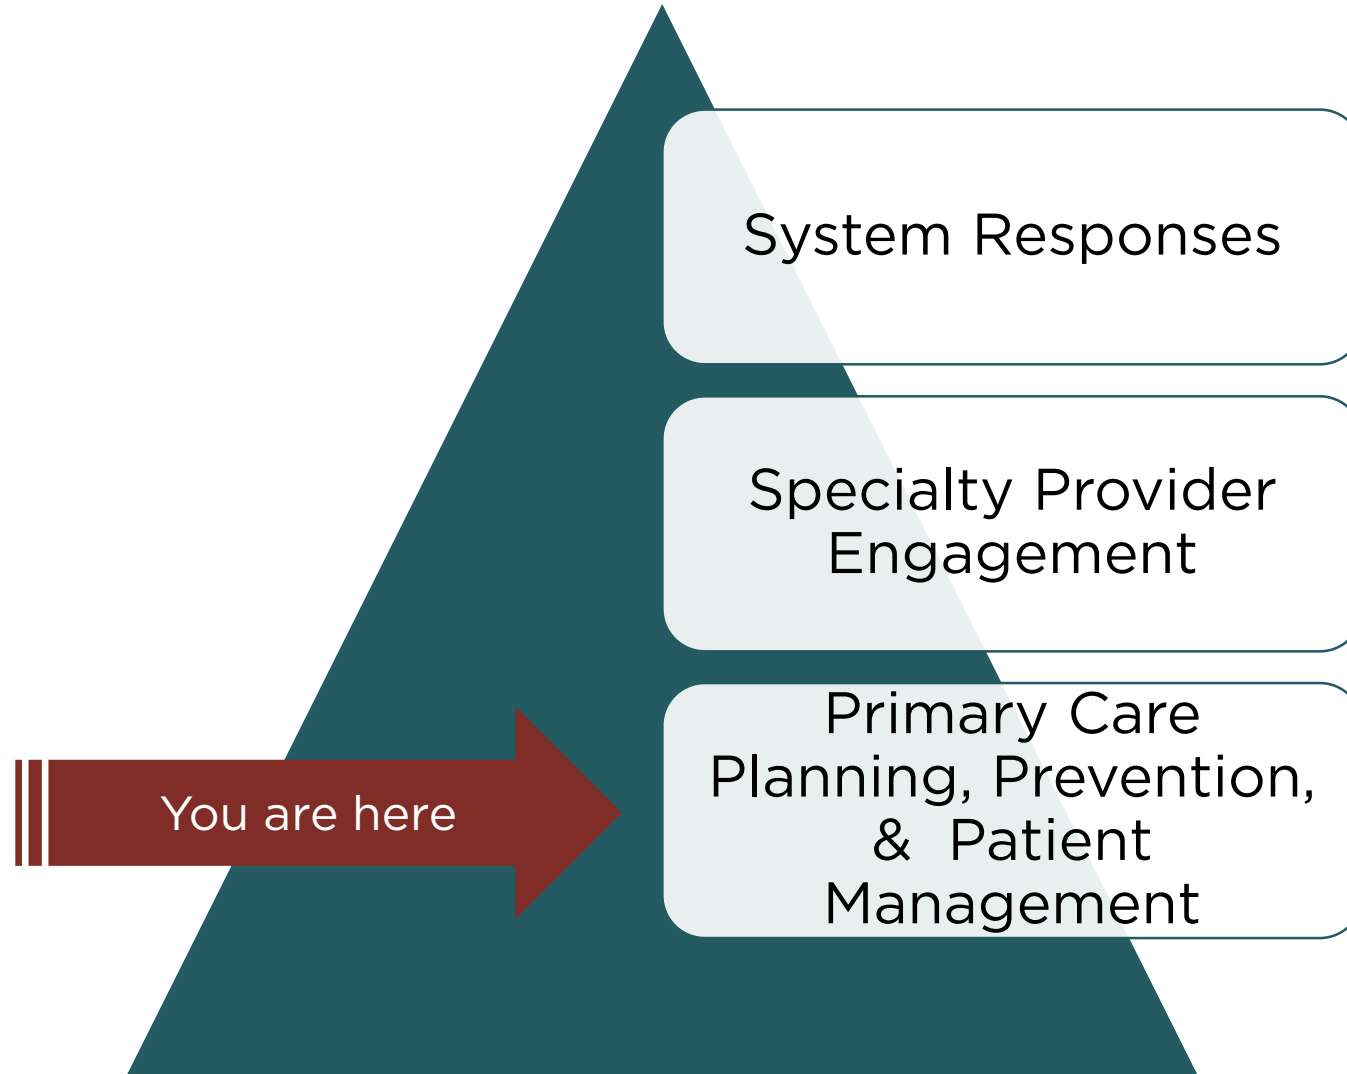 System Responses
Specialty Provider
Engagement
Primary Care
Planning, Prevention,
& Patient
Management
You are here